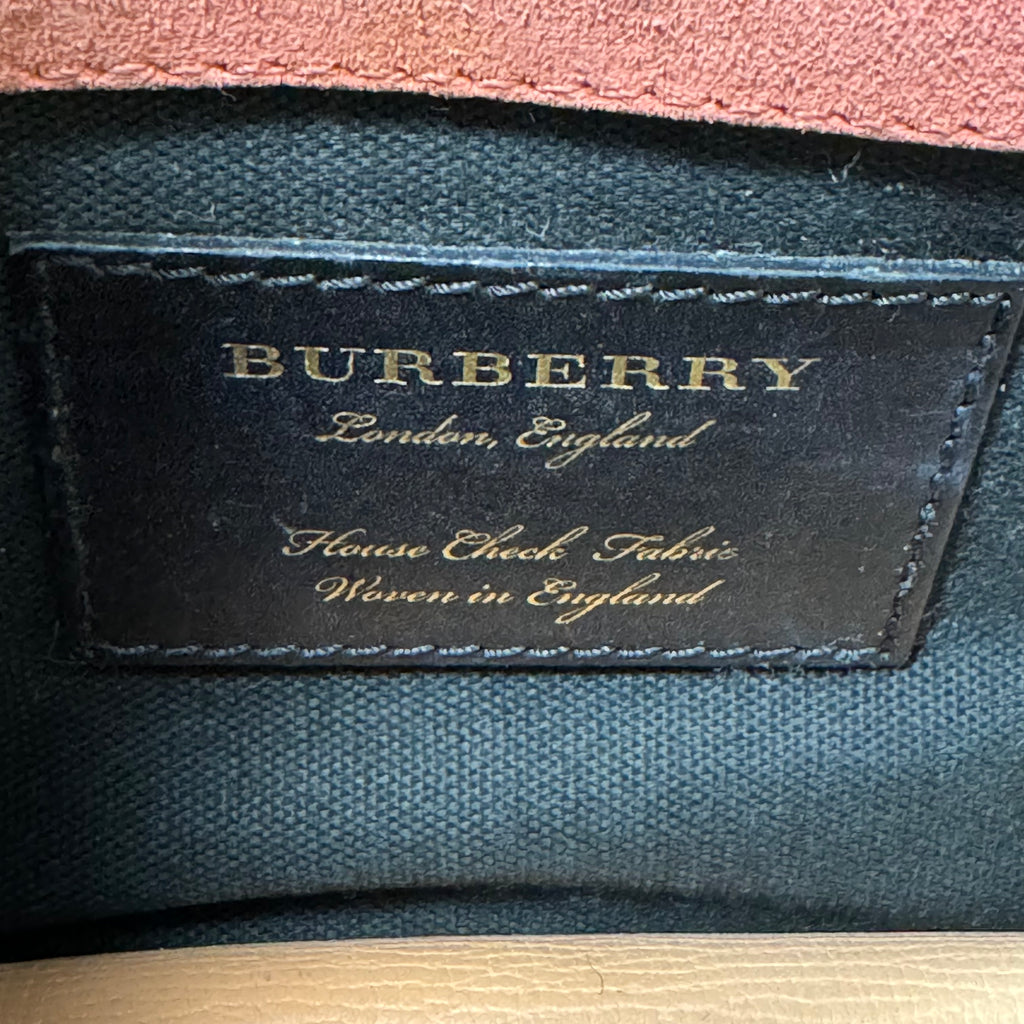 BURBERRY
London, England
House Check Fabric
Woven in England